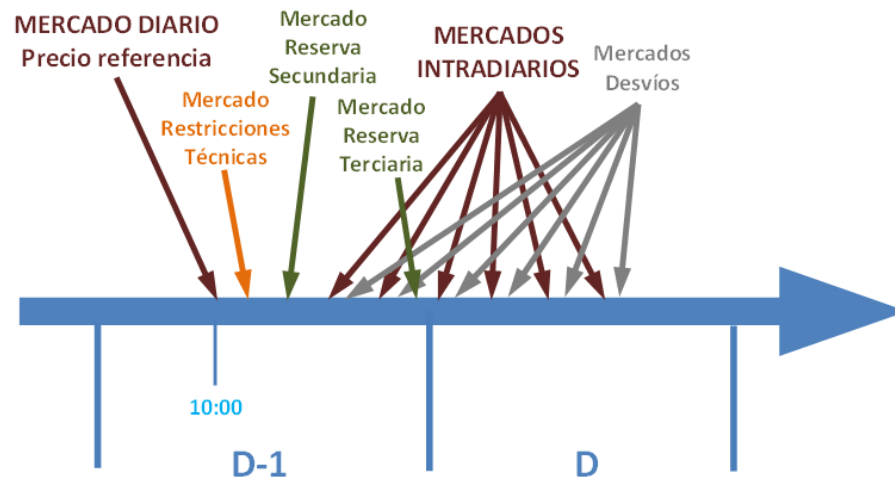 MERCADO DIARIO
Precio referencia
Mercado
Restricciones
Técnicas
Mercado
Reserva
Secundaria
Mercado
Reserva
Terciaria
MERCADOS
INTRADIARIOS
Mercados
Desvíos
10:00
D-1
D